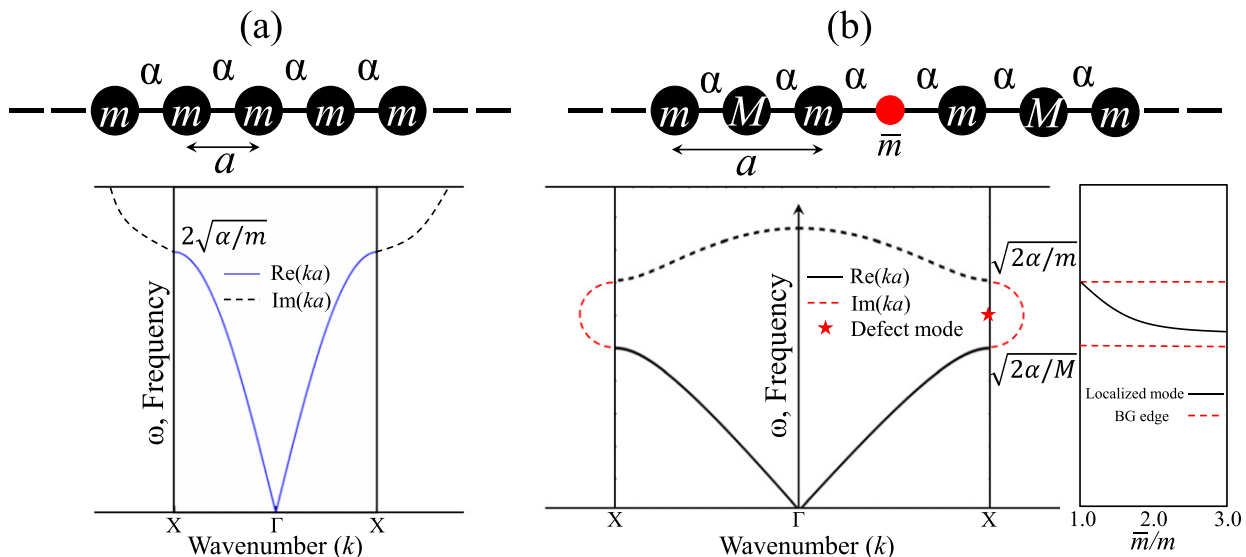 (a)
α α α α
m m m m m
a
2√α/m
Re(ka)
Im(ka)
ω, Frequency
X Γ X
Wavenumber (k)
(b)
α α α α α α
m M m m M m
m̅
a
√2α/m
Re(ka)
Im(ka)
Defect mode
√2α/M
ω, Frequency
X Γ X
Wavenumber (k)
Localized mode
BG edge
1.0 2.0 3.0
m̅/m